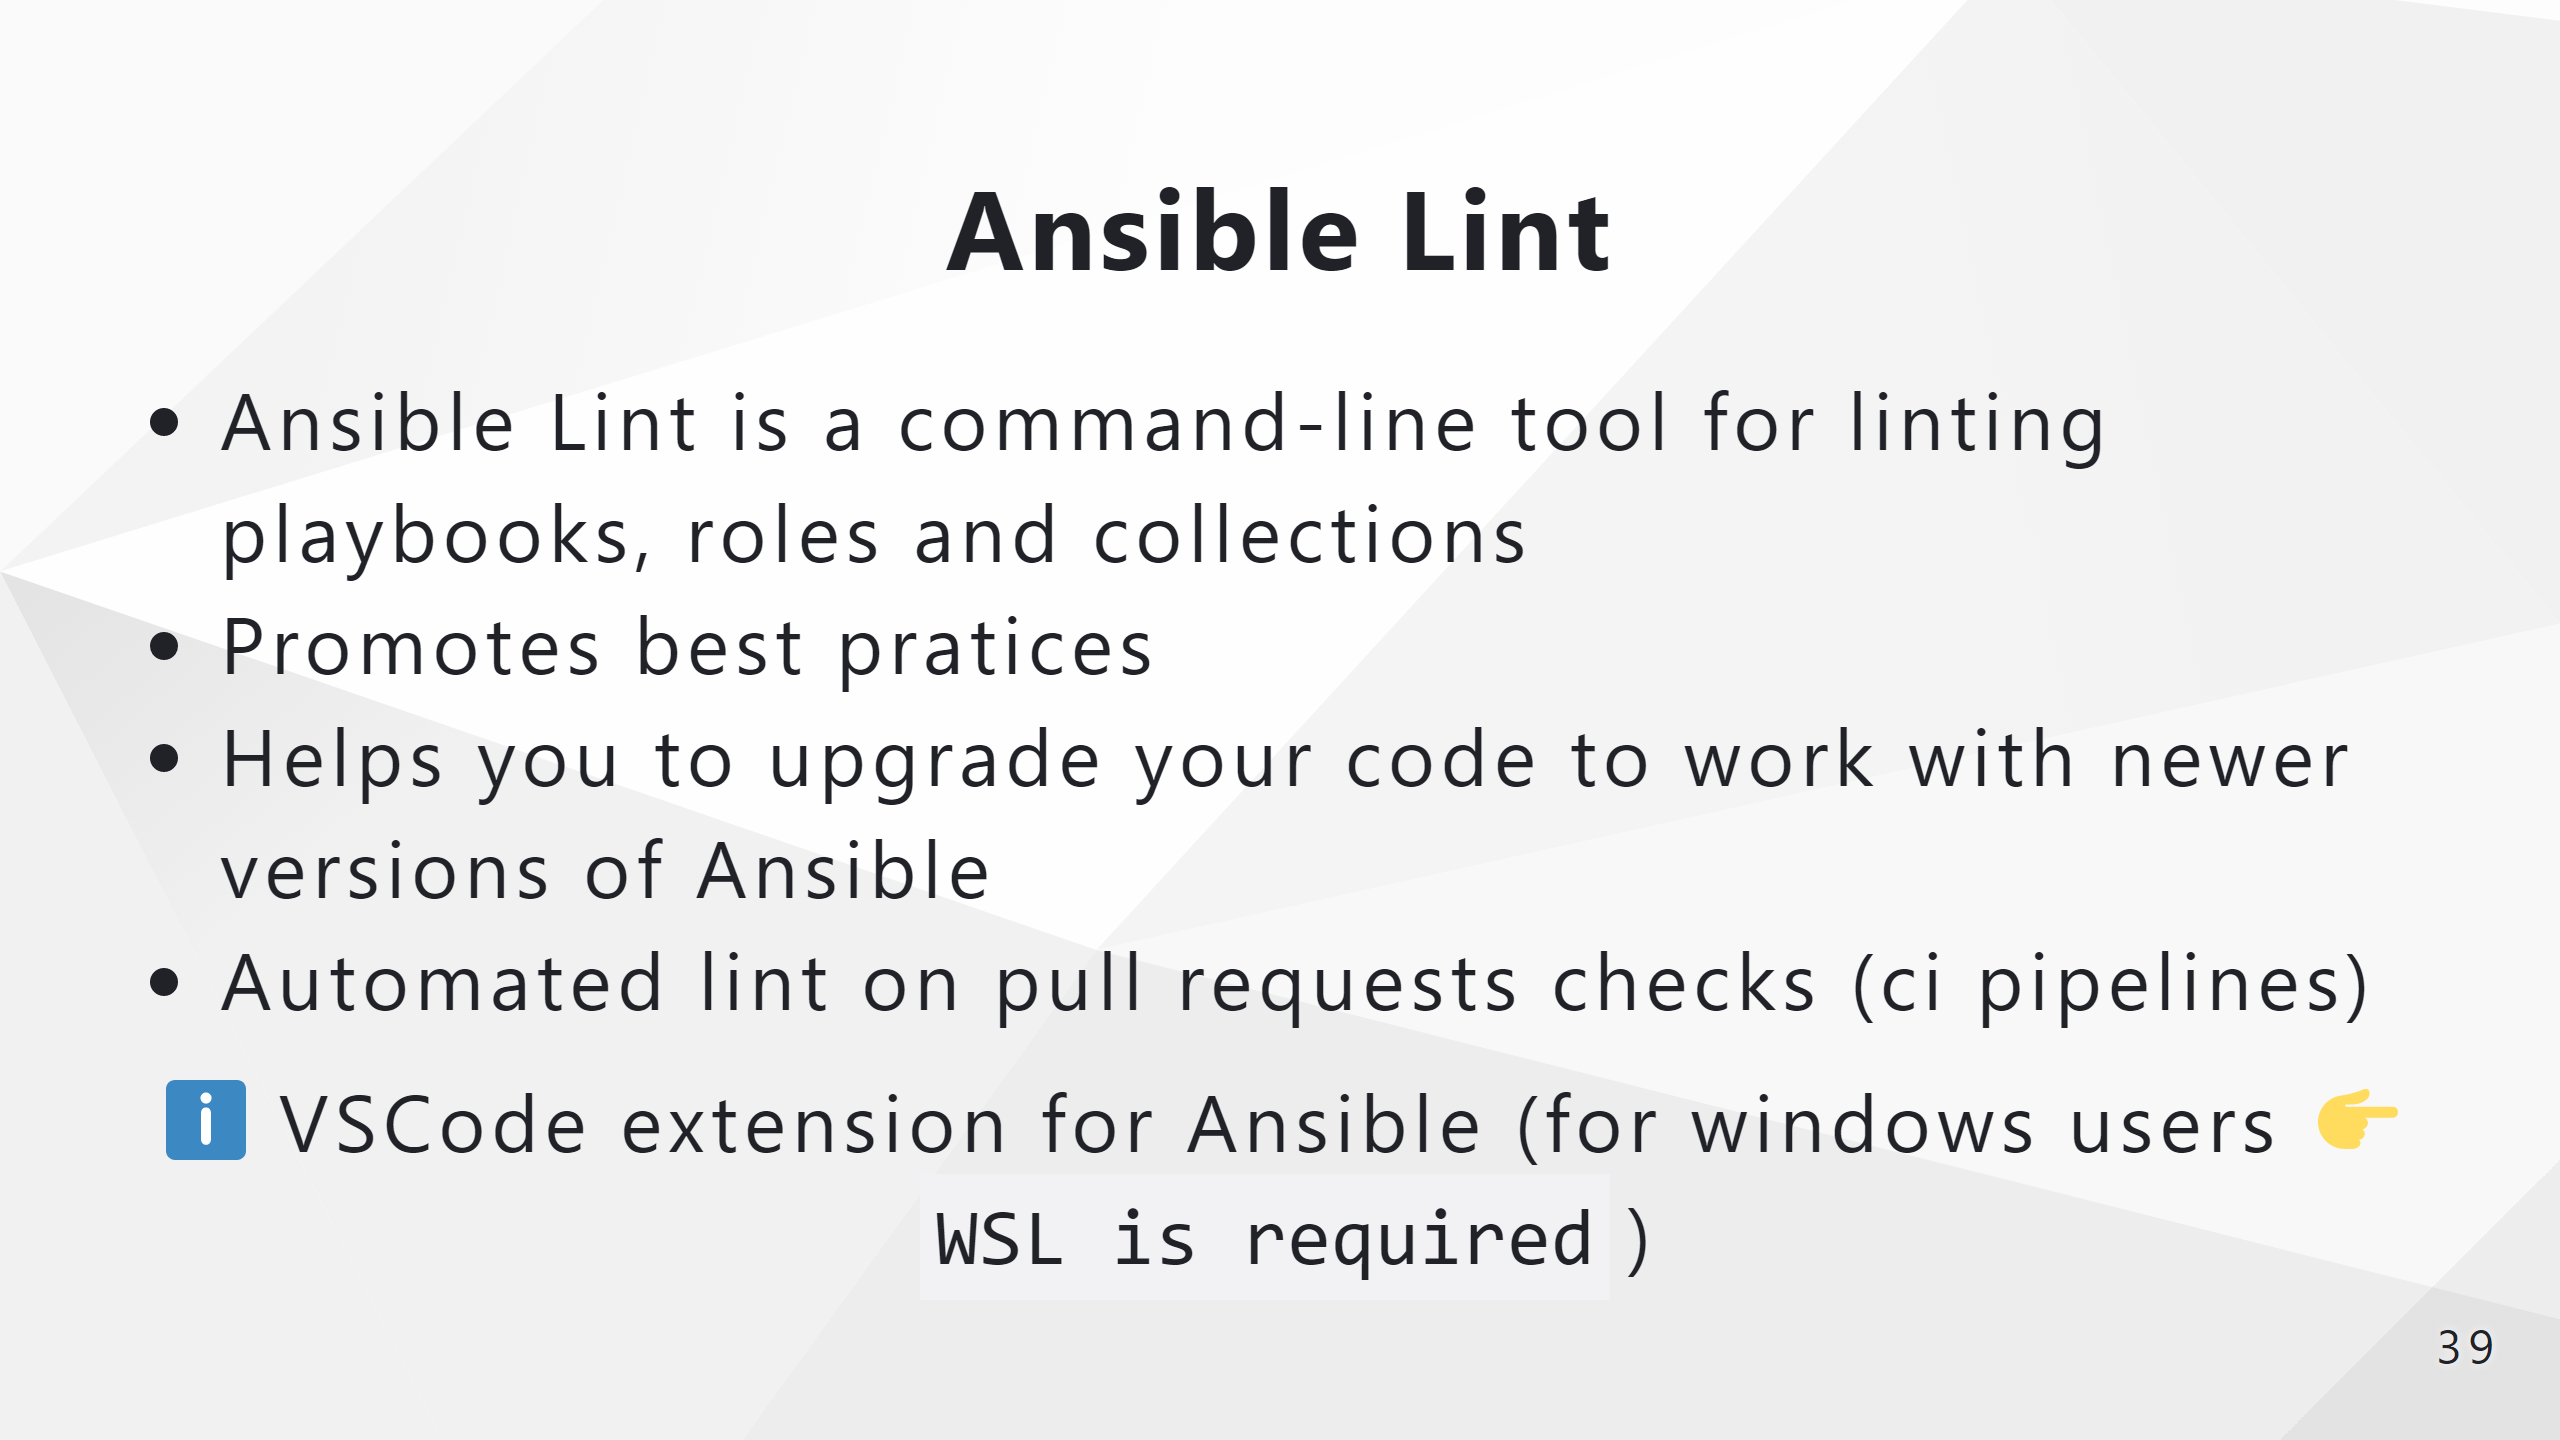 Ansible Lint
• Ansible Lint is a command-line tool for linting
playbooks, roles and collections
• Promotes best pratices
• Helps you to upgrade your code to work with newer
versions of Ansible
• Automated lint on pull requests checks (ci pipelines)
ℹ️ VSCode extension for Ansible (for windows users 👉
WSL is required )
39